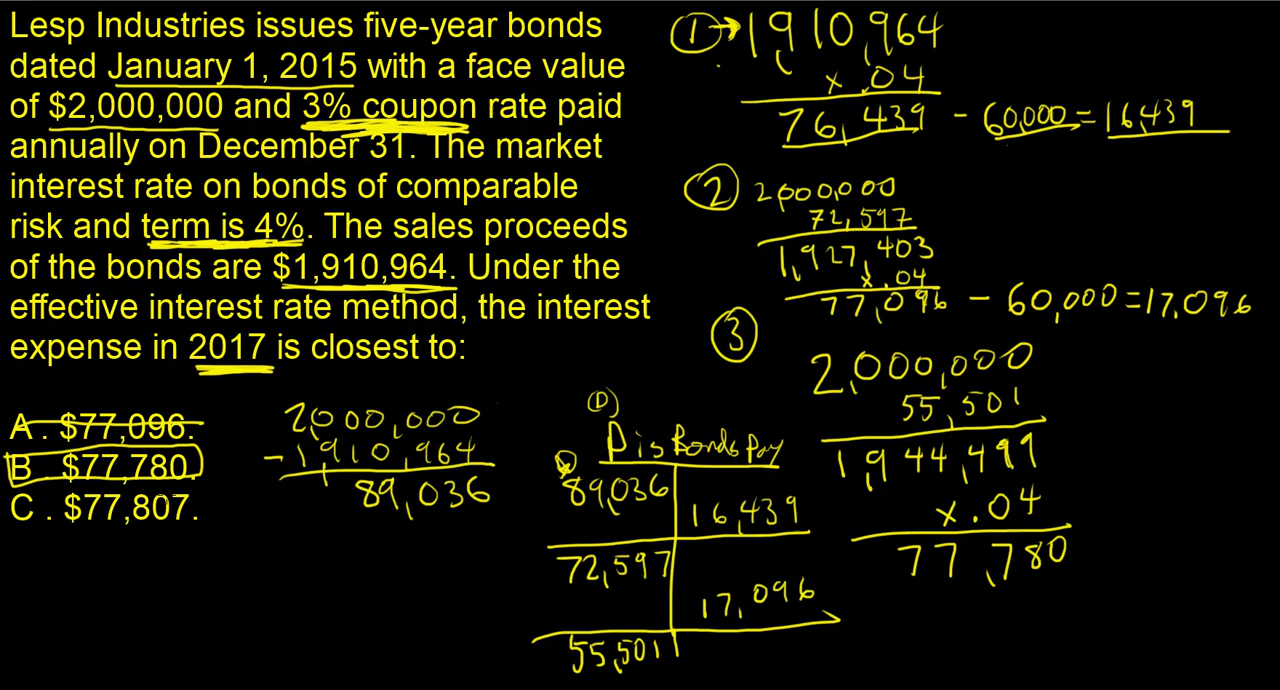 Lesp Industries issues five-year bonds
dated January 1, 2015 with a face value
of $2,000,000 and 3% coupon rate paid
annually on December 31. The market
interest rate on bonds of comparable
risk and term is 4%. The sales proceeds
of the bonds are $1,910,964. Under the
effective interest rate method, the interest
expense in 2017 is closest to:
A . $77,096.
B . $77,780.
C . $77,807.
2,000,000
- 1,910,964
89,036
(D)
Dis Bonds Pay
89,036
16,439
72,597
17,096
55,501
1 → 1,910,964
x .04
76,439 - 60,000 = 16,439
2 2,000,000
72,597
1,927,403
x .04
77,096 - 60,000 = 17,096
3
2,000,000
55,501
1,944,499
x .04
77,780